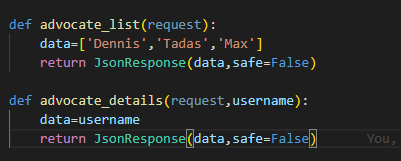 def advocate_list(request):
    data=['Dennis','Tadas','Max']
    return JsonResponse(data,safe=False)
def advocate_details(request,username):
    data=username
    return JsonResponse(data,safe=False) You,